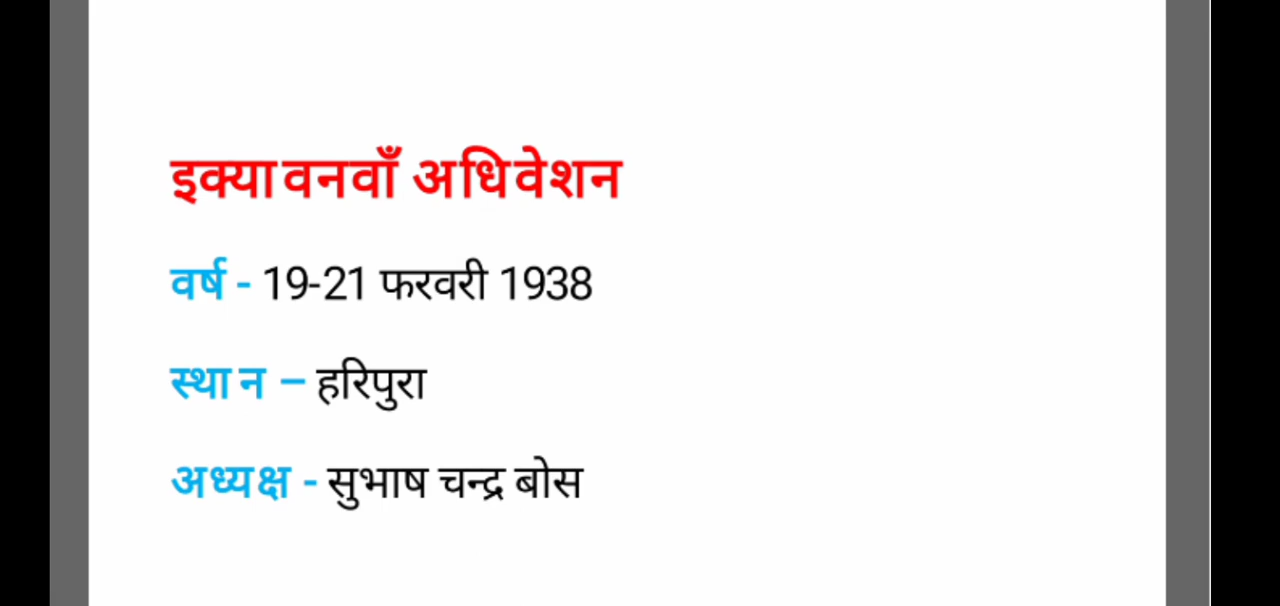 इक्यावनवाँ अधिवेशन
वर्ष - 19-21 फरवरी 1938
स्थान – हरिपुरा
अध्यक्ष - सुभाष चन्द्र बोस